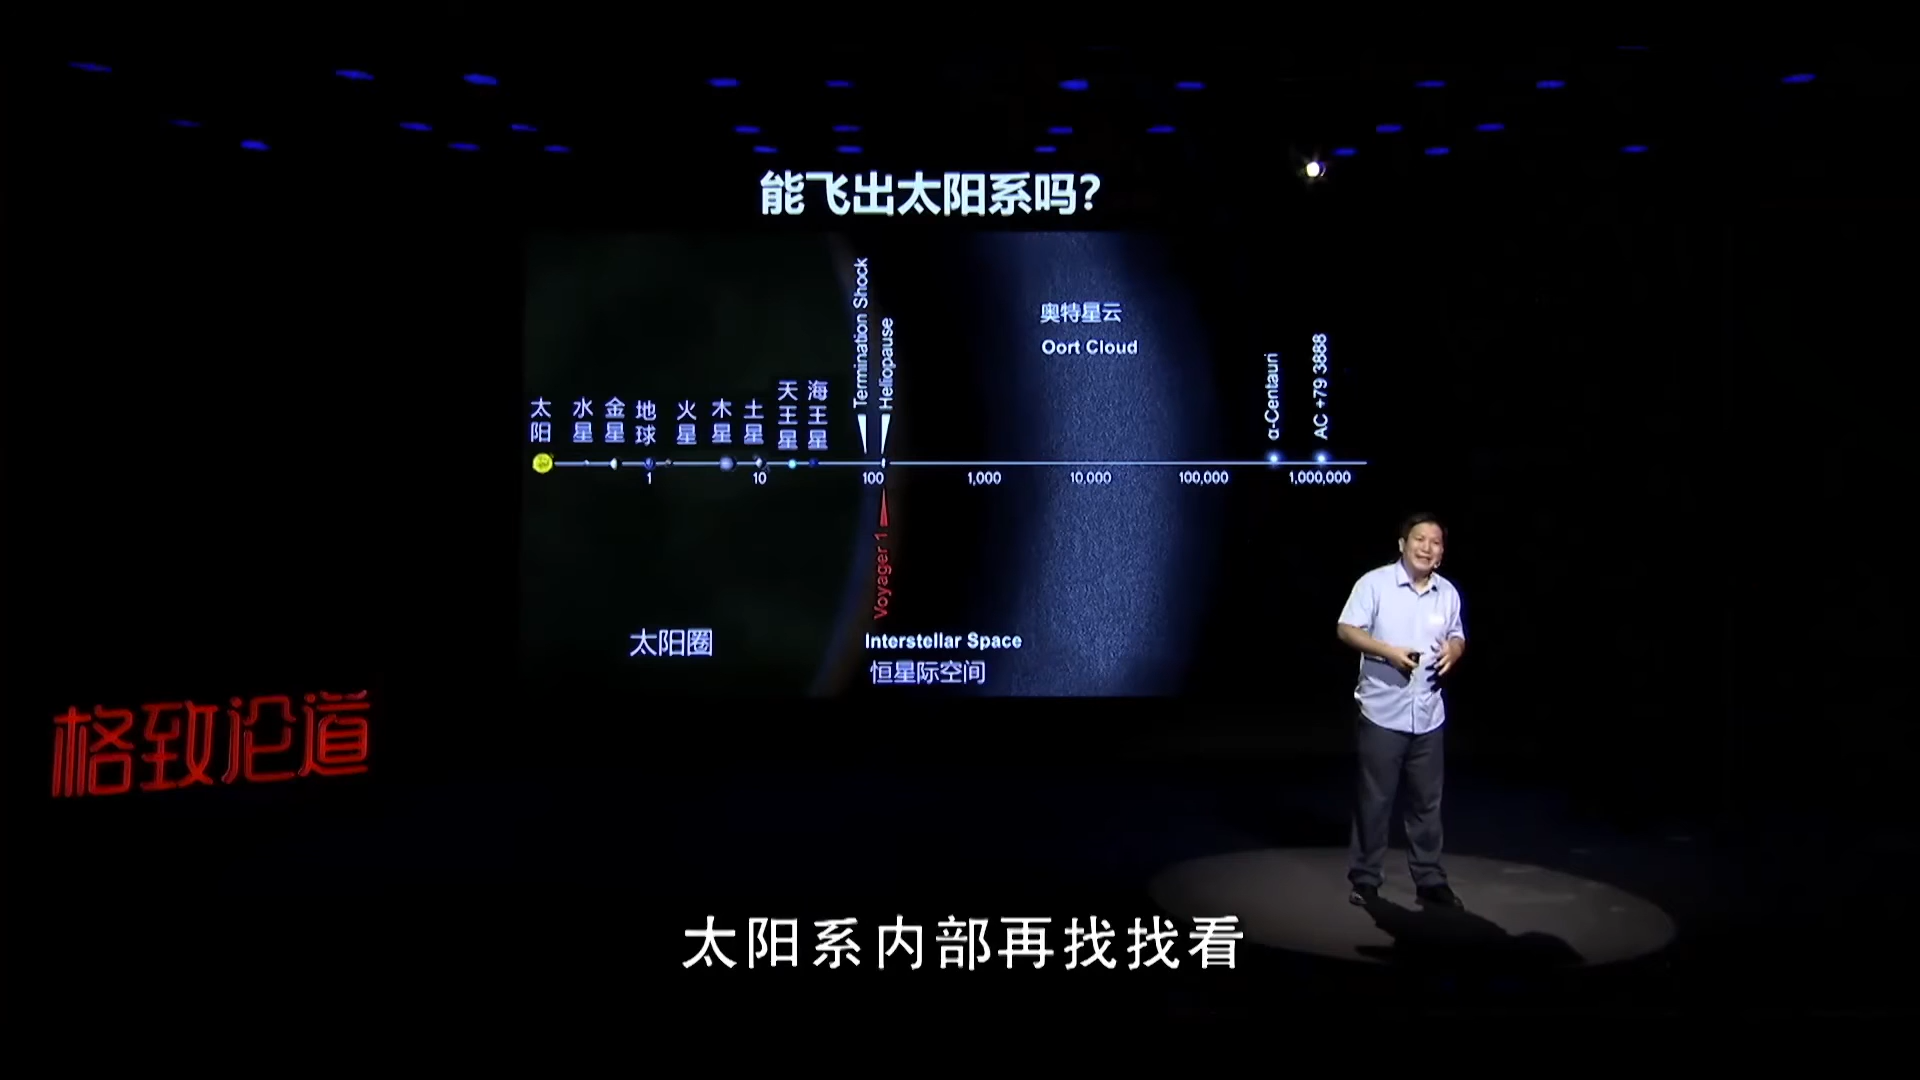 能飞出太阳系吗?
Termination Shock
Heliopause
奥特星云
Oort Cloud
α-Centauri
AC +79 3888
太阳
水星
金星
地球
火星
木星
土星
天王星
海王星
1
10
100
1,000
10,000
100,000
1,000,000
Voyager 1
太阳圈
Interstellar Space
恒星际空间
格致论道
太阳系内部再找找看